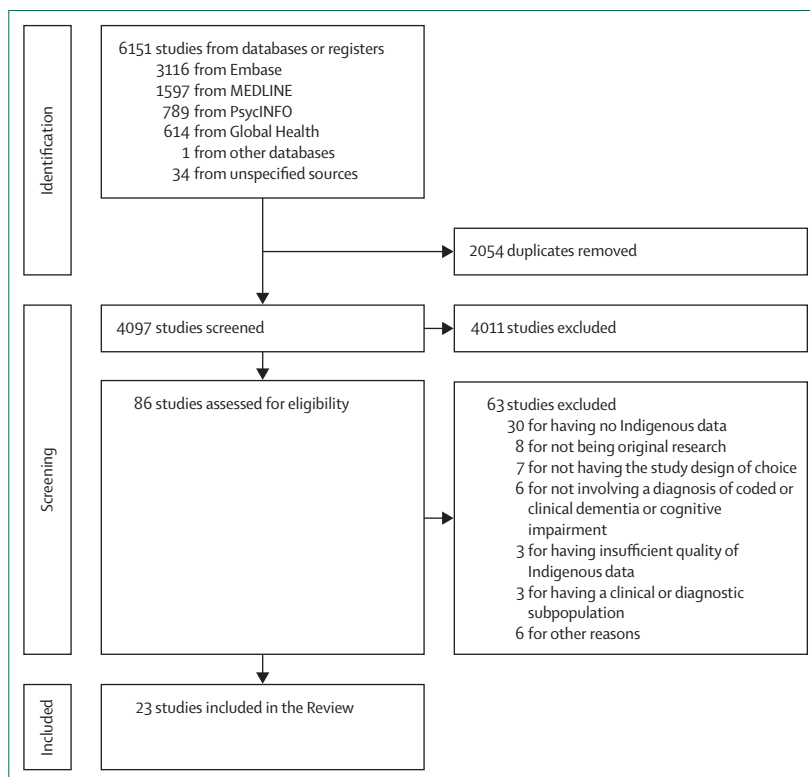 Identification
6151 studies from databases or registers
3116 from Embase
1597 from MEDLINE
789 from PsycINFO
614 from Global Health
1 from other databases
34 from unspecified sources
2054 duplicates removed
Screening
4097 studies screened
4011 studies excluded
86 studies assessed for eligibility
63 studies excluded
30 for having no Indigenous data
8 for not being original research
7 for not having the study design of choice
6 for not involving a diagnosis of coded or
clinical dementia or cognitive
impairment
3 for having insufficient quality of
Indigenous data
3 for having a clinical or diagnostic
subpopulation
6 for other reasons
Included
23 studies included in the Review